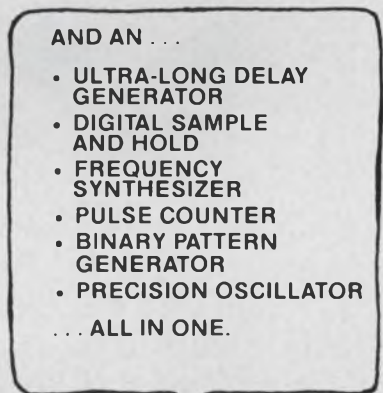 AND AN ...
• ULTRA-LONG DELAY
GENERATOR
• DIGITAL SAMPLE
AND HOLD
• FREQUENCY
SYNTHESIZER
• PULSE COUNTER
• BINARY PATTERN
GENERATOR
• PRECISION OSCILLATOR
... ALL IN ONE.